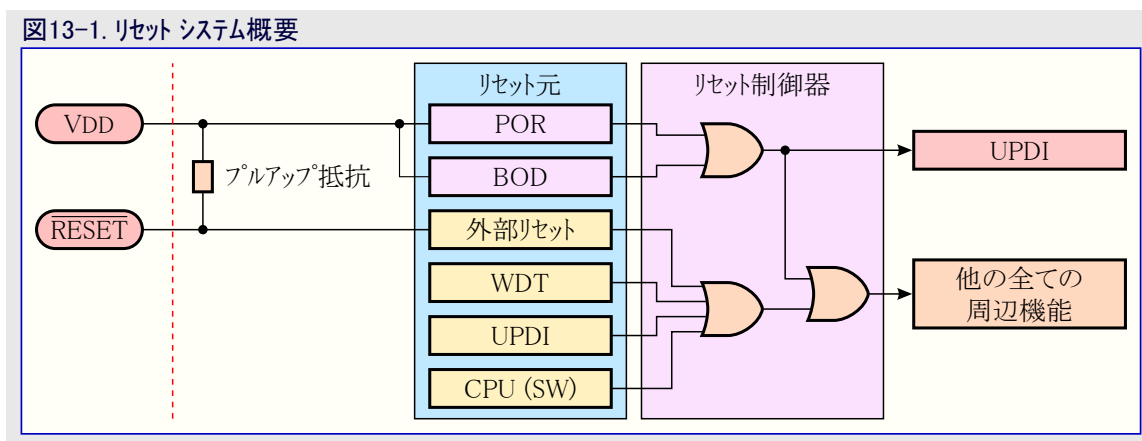 図13-1. リセット システム概要
リセット元
リセット制御器
VDD
POR
UPDI
プルアップ抵抗
BOD
RESET
外部リセット
WDT
他の全ての
周辺機能
UPDI
CPU (SW)